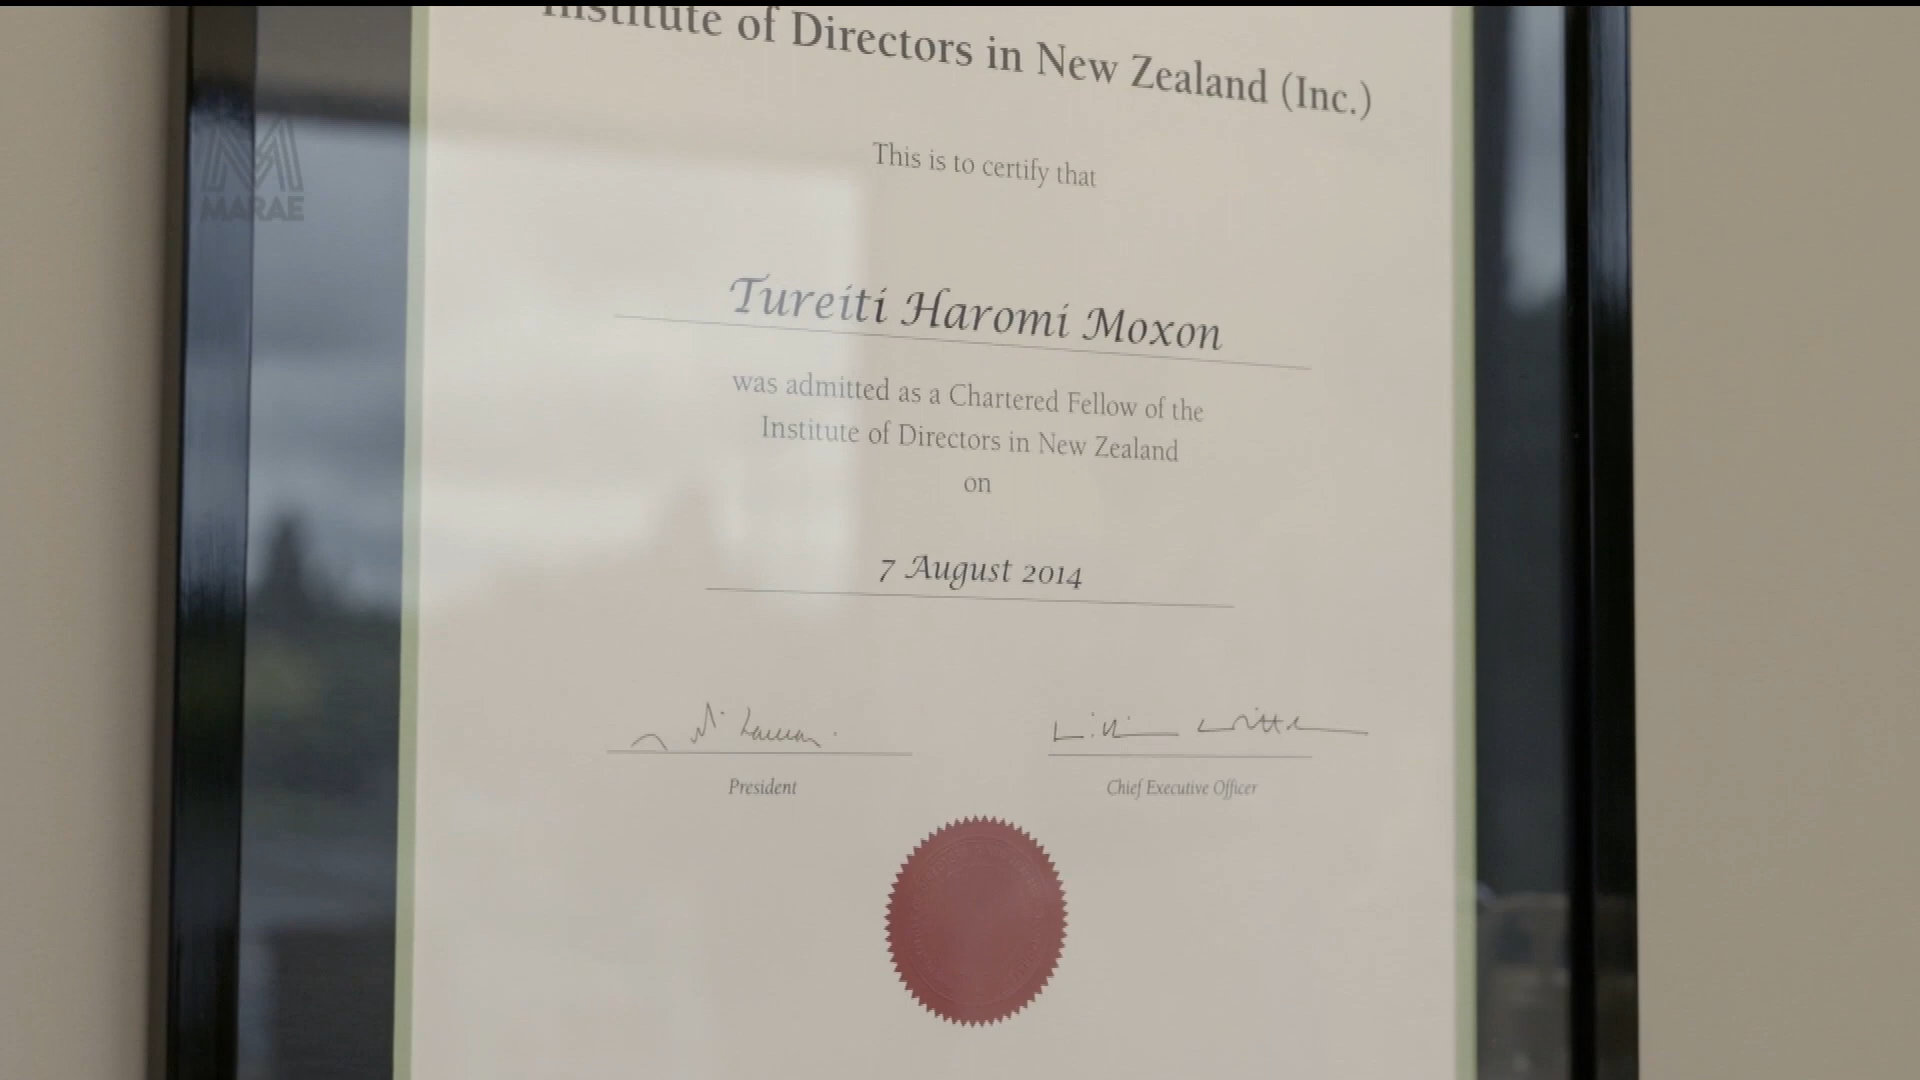 Institute of Directors in New Zealand (Inc.)
This is to certify that
MARAE
Tureiti Haromi Moxon
was admitted as a Chartered Fellow of the
Institute of Directors in New Zealand
on
7 August 2014
President
Chief Executive Officer